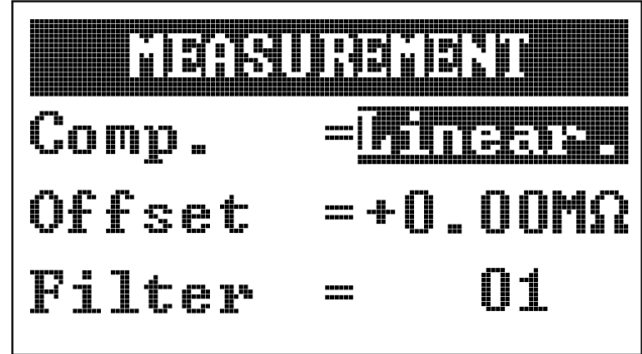 MEASUREMENT
Comp. =Linear.
Offset =+0.00MΩ
Filter = 01